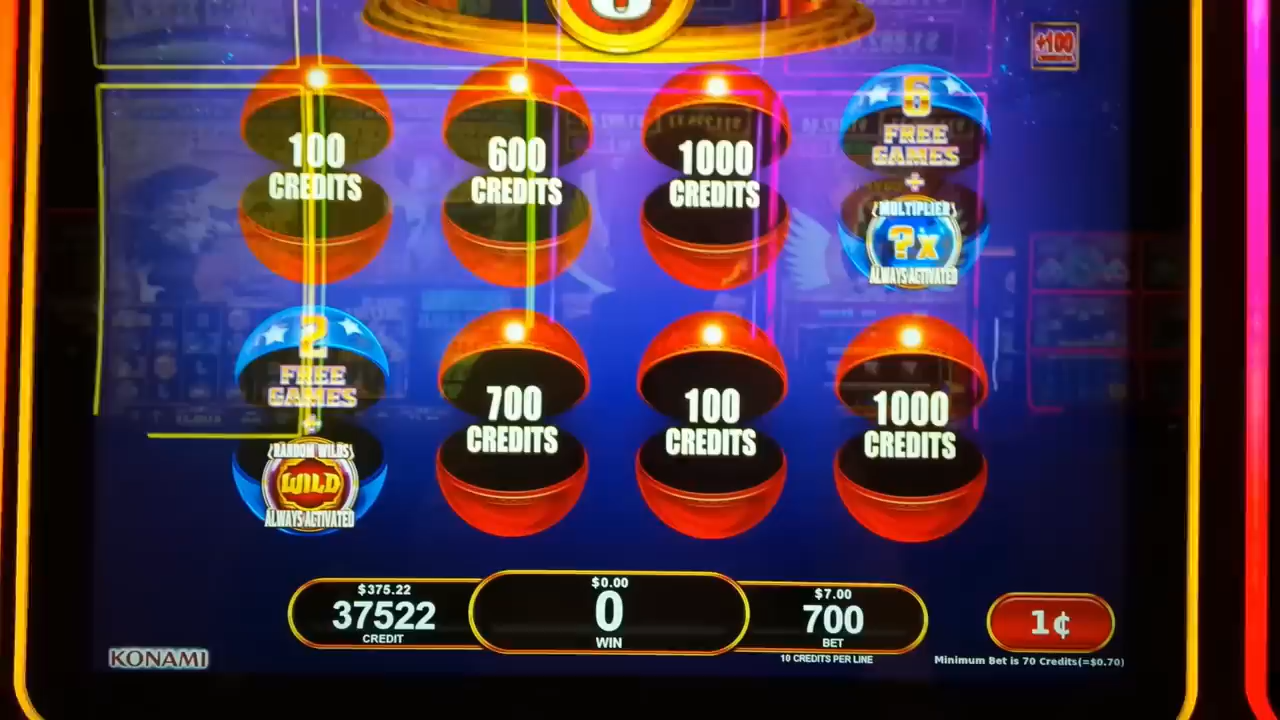 +100
100
CREDITS
600
CREDITS
1000
CREDITS
6
FREE
GAMES
+
MULTIPLIER
?X
ALWAYS ACTIVATED
2
FREE
GAMES
+
RANDOM WILDS
WILD
ALWAYS ACTIVATED
700
CREDITS
100
CREDITS
1000
CREDITS
$375.22
37522
CREDIT
$0.00
0
WIN
$7.00
700
BET
10 CREDITS PER LINE
1¢
Minimum Bet is 70 Credits(=$0.70)
KONAMI